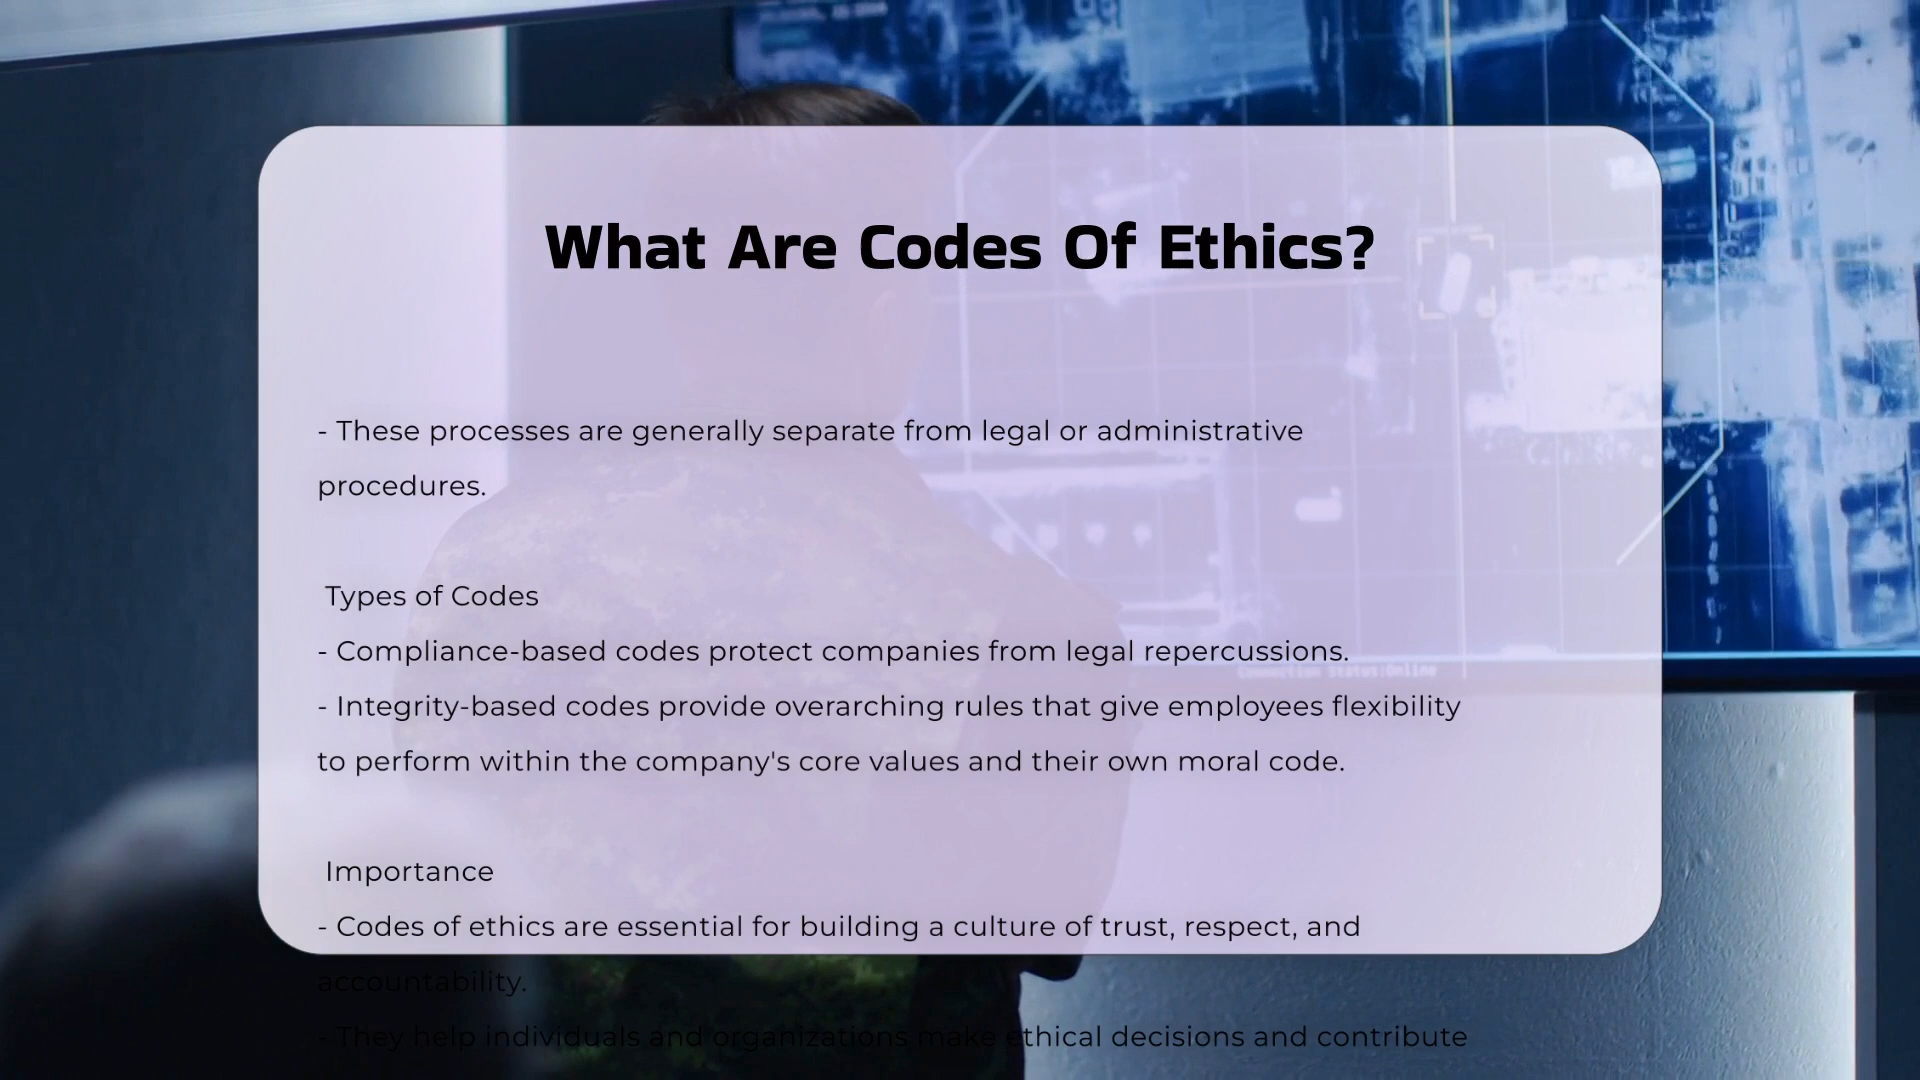 What Are Codes Of Ethics?
- These processes are generally separate from legal or administrative
procedures.
Types of Codes
- Compliance-based codes protect companies from legal repercussions.
Connection Status:Online
- Integrity-based codes provide overarching rules that give employees flexibility
to perform within the company's core values and their own moral code.
Importance
- Codes of ethics are essential for building a culture of trust, respect, and
accountability.
- They help individuals and organizations make ethical decisions and contribute